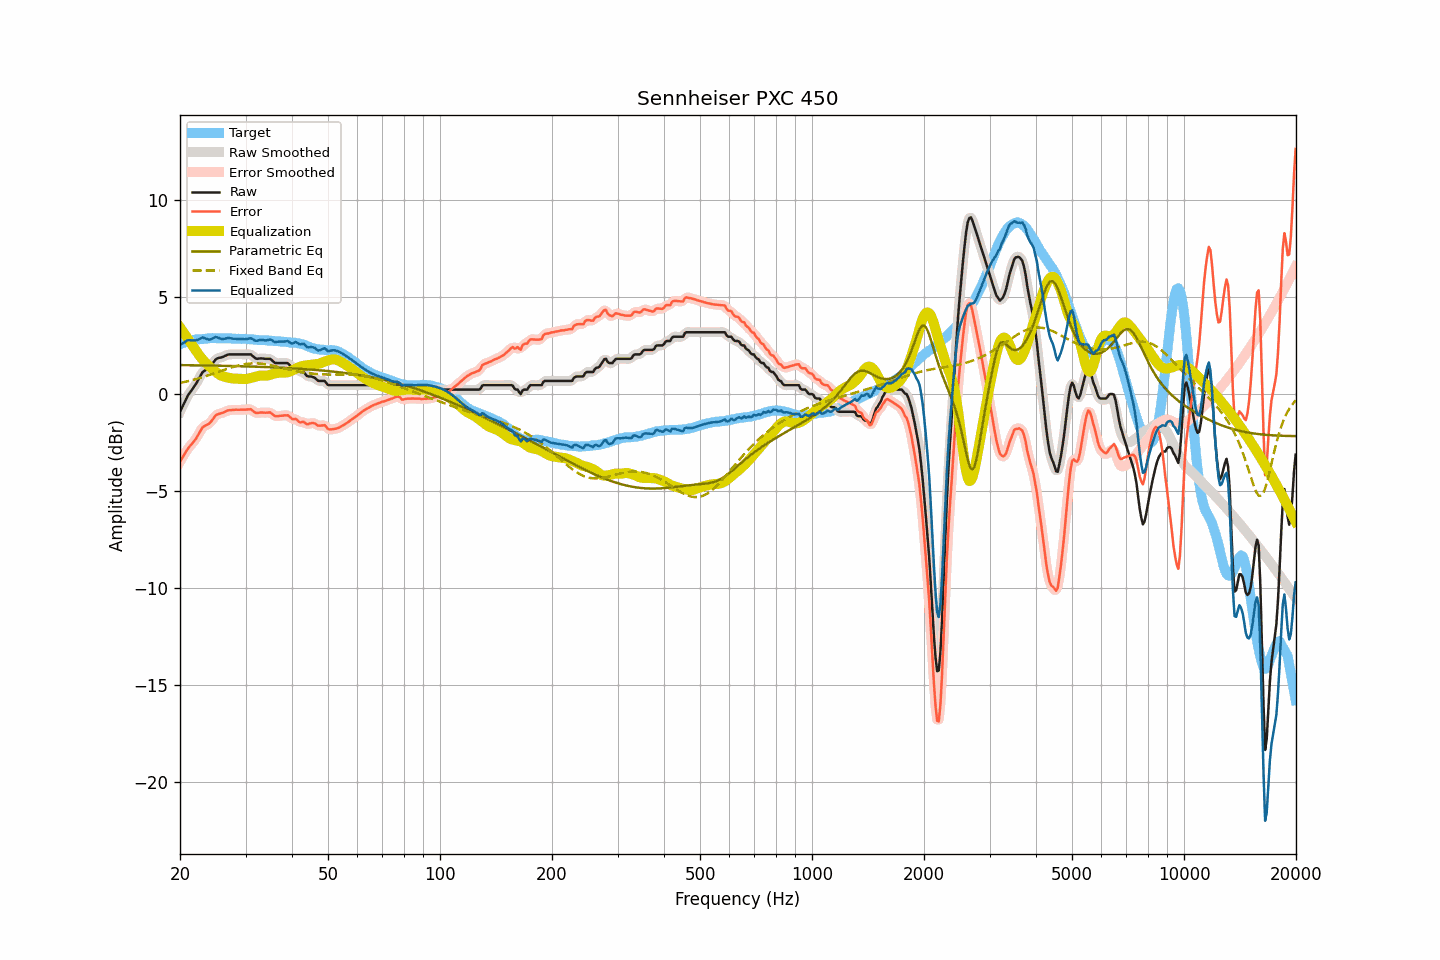 Sennheiser PXC 450
Target
Raw Smoothed
Error Smoothed
Raw
Error
Equalization
Parametric Eq
Fixed Band Eq
Equalized
10
5
0
−5
−10
−15
−20
Amplitude (dBr)
20 50 100 200 500 1000 2000 5000 10000 20000
Frequency (Hz)